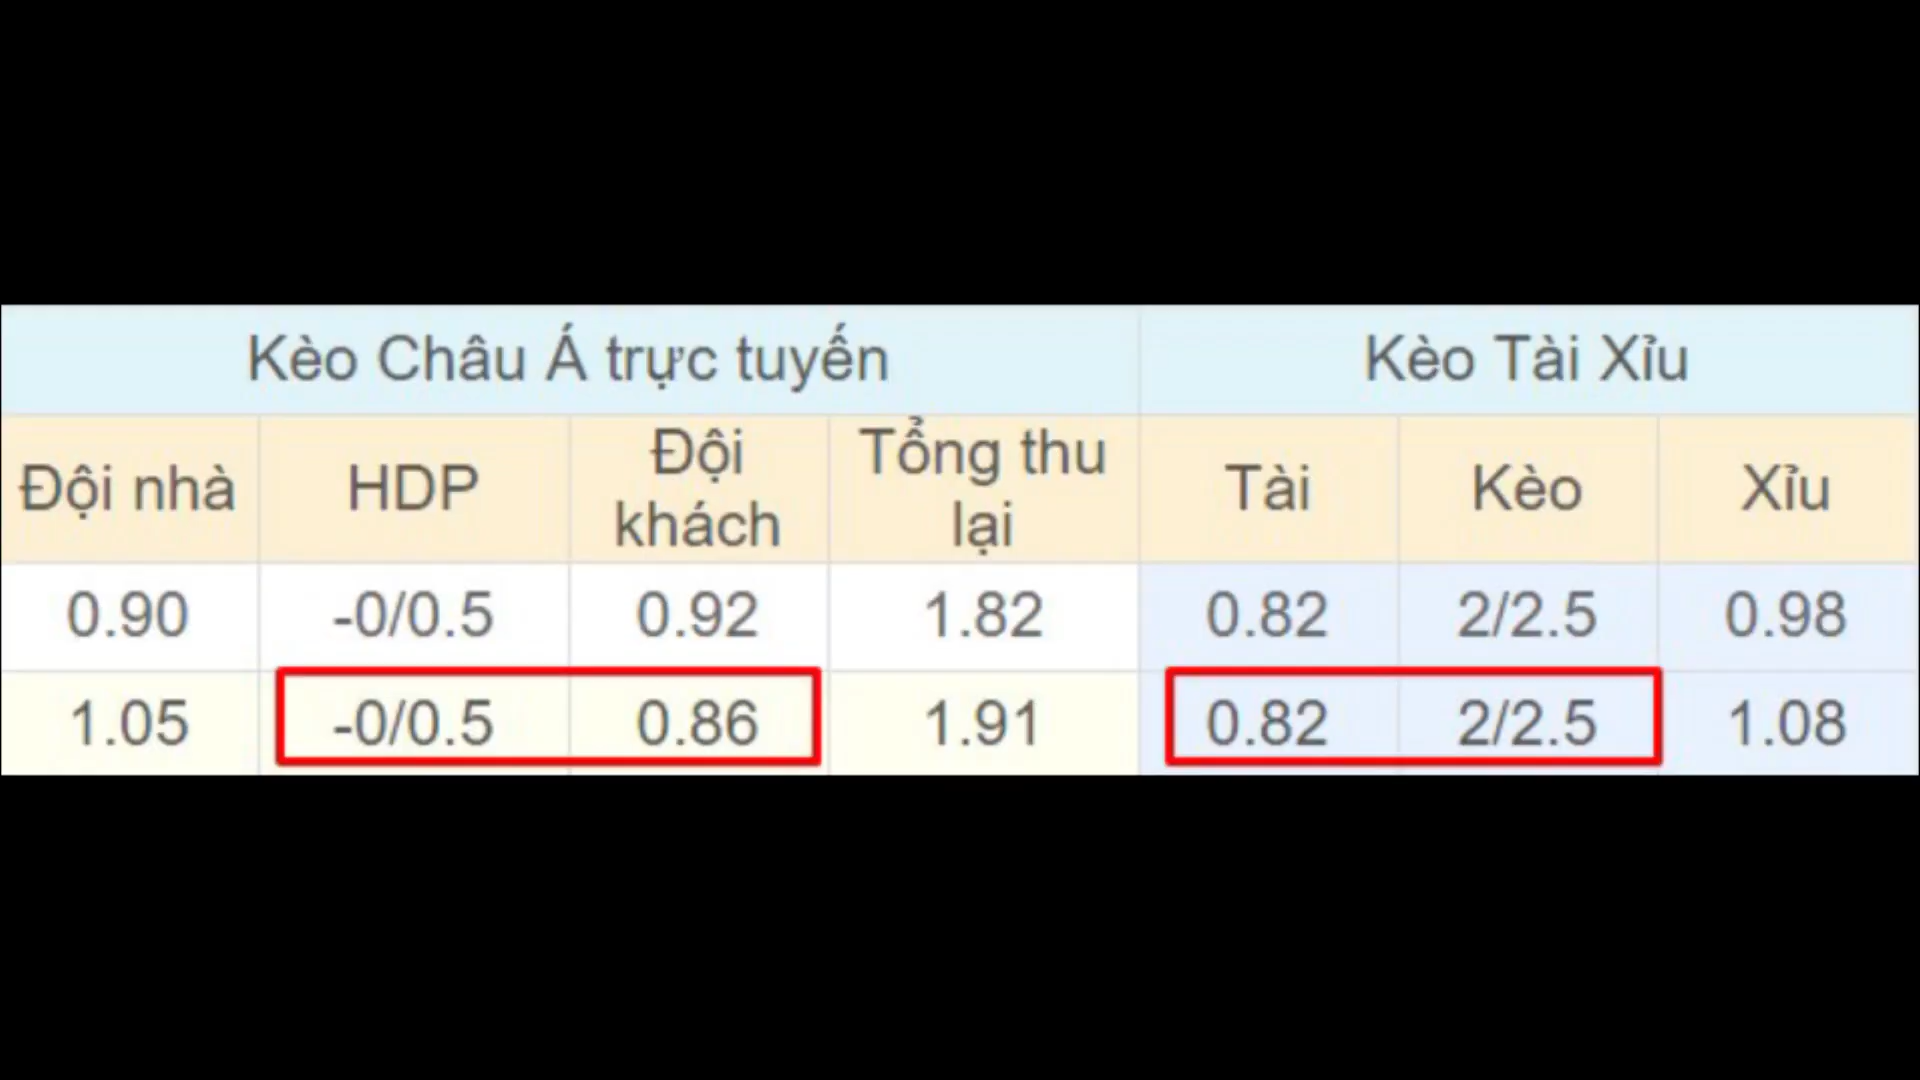 Kèo Châu Á trực tuyến Kèo Tài Xỉu
Đội nhà HDP Đội khách Tổng thu lại Tài Kèo Xỉu
0.90 -0/0.5 0.92 1.82 0.82 2/2.5 0.98
1.05 -0/0.5 0.86 1.91 0.82 2/2.5 1.08